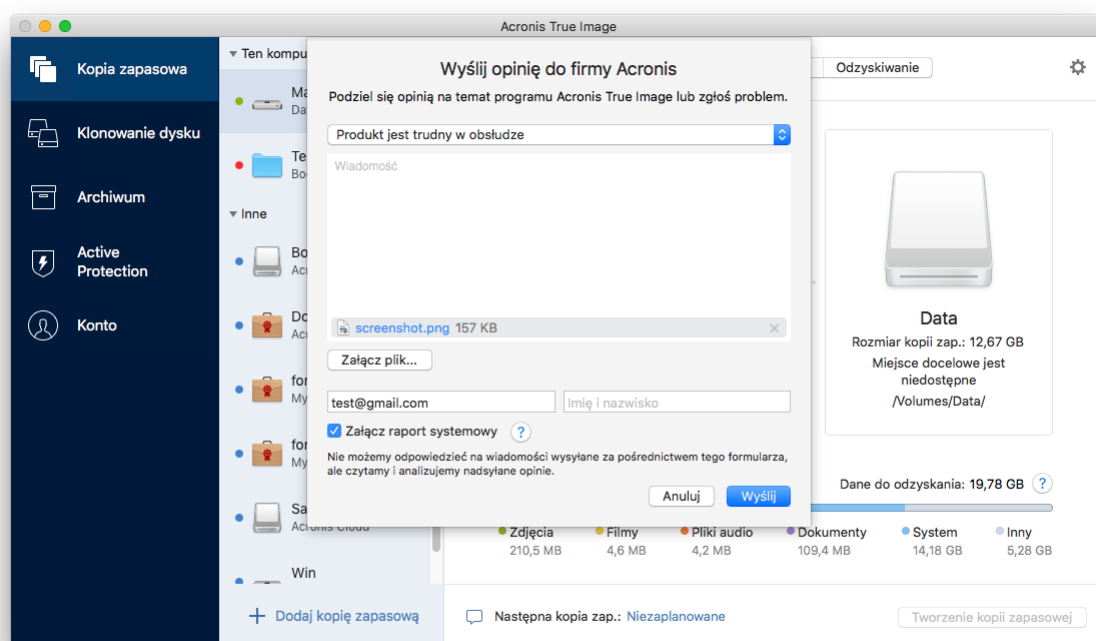 Acronis True Image
Kopia zapasowa
Klonowanie dysku
Archiwum
Active
Protection
Konto
Ten kompu
Inne
Acronis Cloud
Win
Dodaj kopię zapasową
Wyślij opinię do firmy Acronis
Podziel się opinią na temat programu Acronis True Image lub zgłoś problem.
Produkt jest trudny w obsłudze
Wiadomość
screenshot.png 157 KB
Załącz plik...
test@gmail.com
Imię i nazwisko
Załącz raport systemowy ?
Nie możemy odpowiedzieć na wiadomości wysyłane za pośrednictwem tego formularza,
ale czytamy i analizujemy nadsyłane opinie.
Anuluj
Wyślij
Odzyskiwanie
Data
Rozmiar kopii zap.: 12,67 GB
Miejsce docelowe jest
niedostępne
/Volumes/Data/
Dane do odzyskania: 19,78 GB ?
Zdjęcia Filmy Pliki audio Dokumenty System Inny
210,5 MB 4,6 MB 4,2 MB 109,4 MB 14,18 GB 5,28 GB
Następna kopia zap.: Niezaplanowane
Tworzenie kopii zapasowej